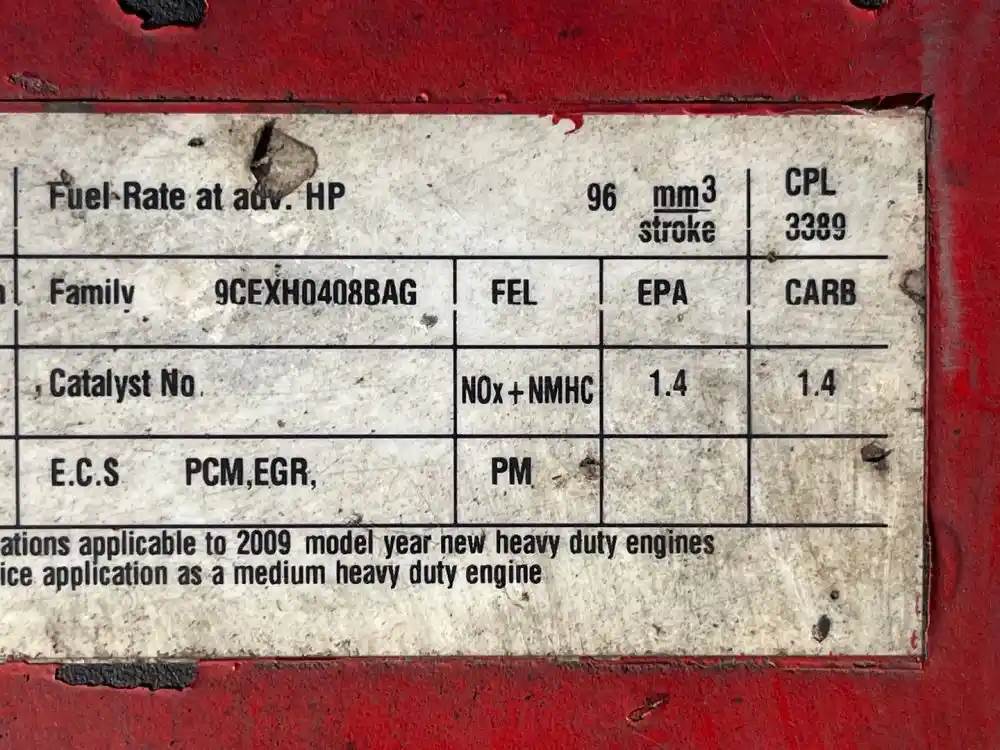 Fuel Rate at adv. HP 96 mm3 stroke
CPL 3389
Family 9CEXH0408BAG FEL EPA CARB
Catalyst No. NOx+NMHC 1.4 1.4
E.C.S PCM,EGR, PM
ations applicable to 2009 model year new heavy duty engines
ice application as a medium heavy duty engine